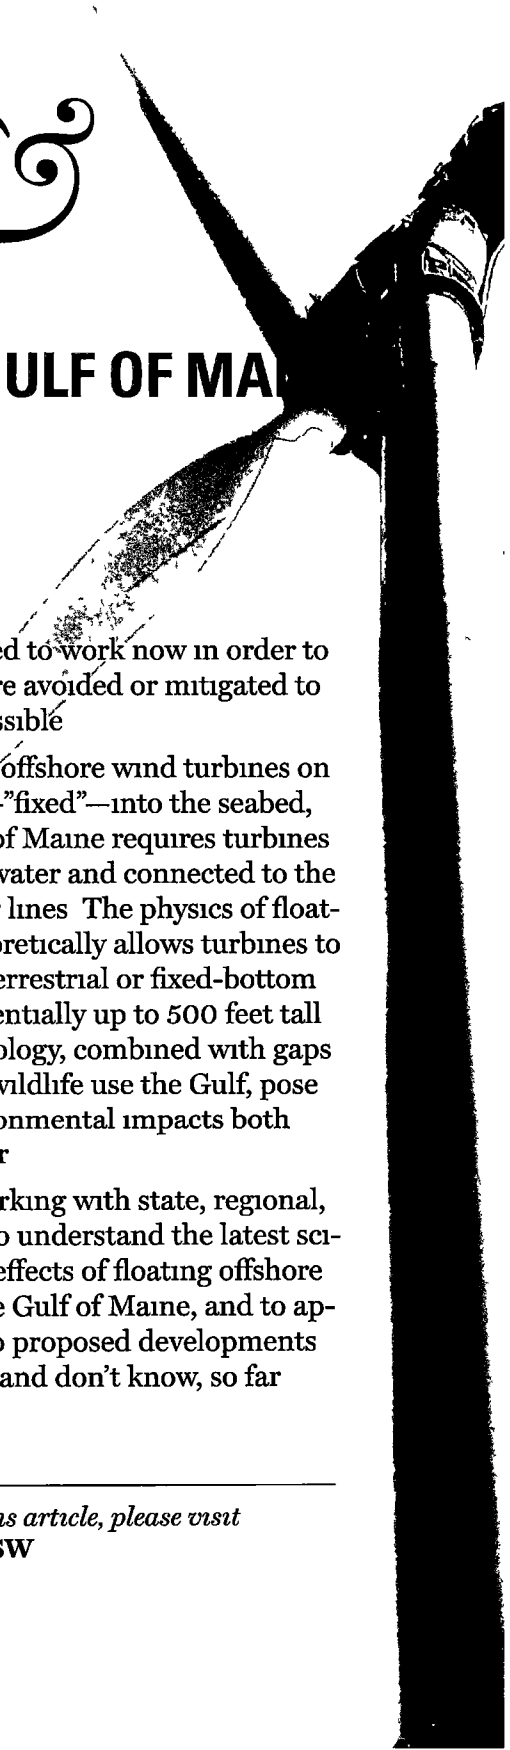 &
ULF OF MAI
ed to work now in order to
re avoided or mitigated to
ssible
offshore wind turbines on
-"fixed"—into the seabed,
of Maine requires turbines
water and connected to the
lines The physics of float-
oretically allows turbines to
errestrial or fixed-bottom
entially up to 500 feet tall
ology, combined with gaps
wildlife use the Gulf, pose
onmental impacts both
r
rking with state, regional,
o understand the latest sci-
effects of floating offshore
e Gulf of Maine, and to ap-
o proposed developments
and don't know, so far
is article, please visit
SW